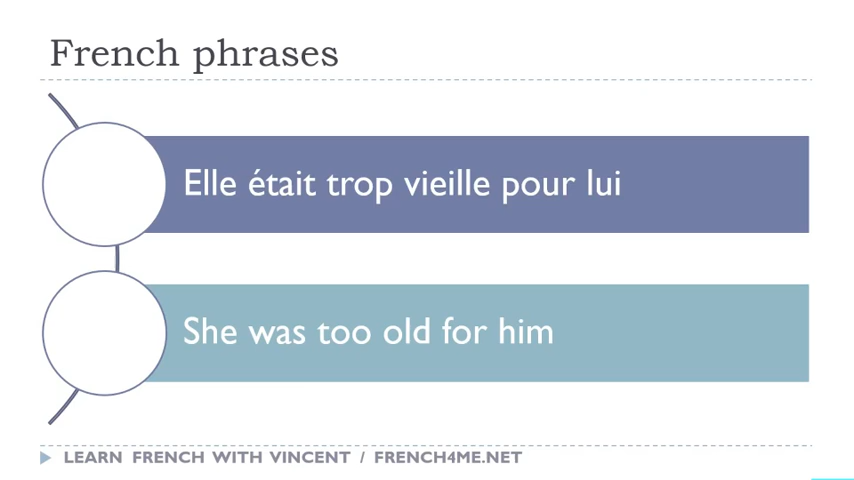 French phrases
Elle était trop vieille pour lui
She was too old for him
LEARN FRENCH WITH VINCENT / FRENCH4ME.NET